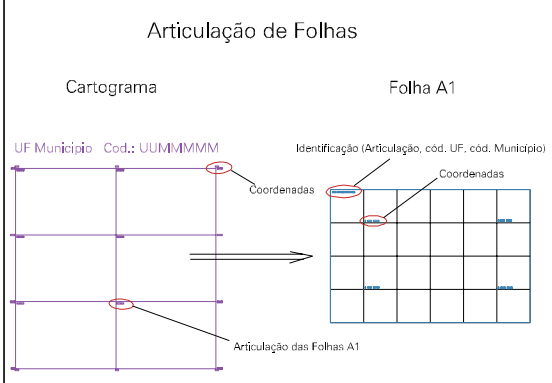 Articulação de Folhas
Cartograma
Folha A1
UF Municipio Cod.: UUMMMMM
Identificação (Articulação, cód. UF, cód. Município)
Coordenadas
Coordenadas
Articulação das Folhas A1